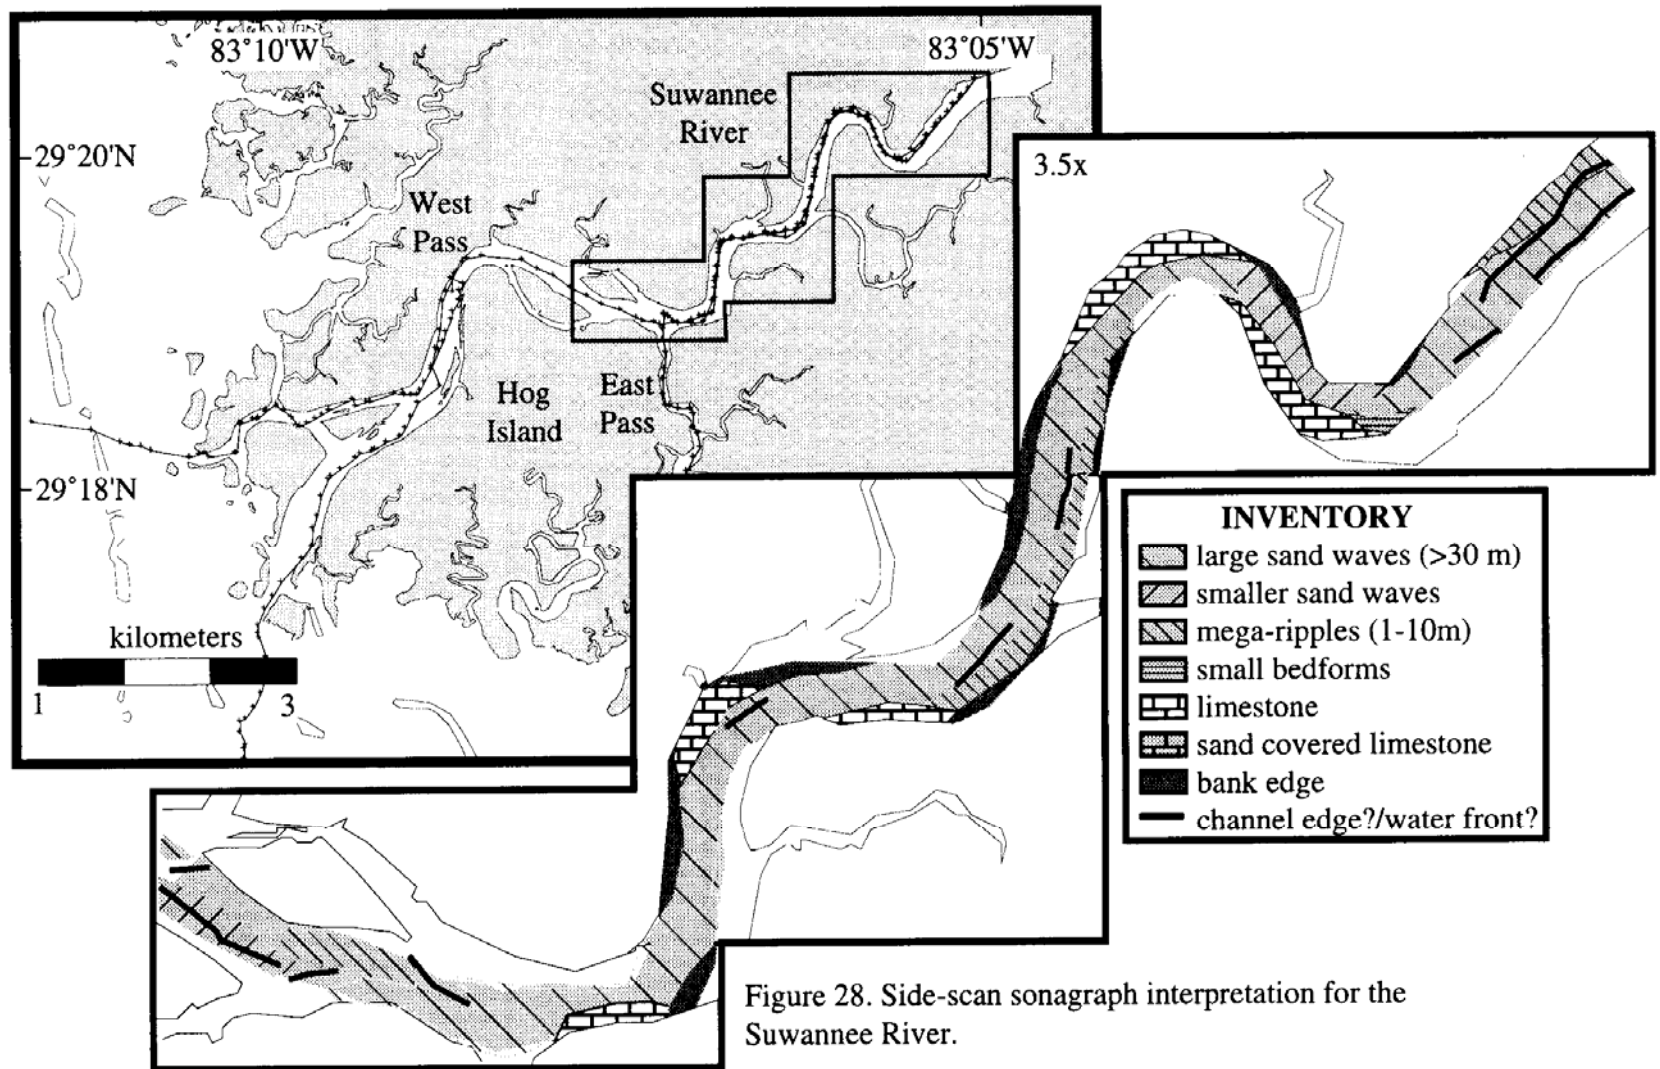 83°10'W
83°05'W
Suwannee
River
29°20'N
3.5x
West
Pass
Hog
Island
East
Pass
29°18'N
kilometers
1
3
INVENTORY
large sand waves (>30 m)
smaller sand waves
mega-ripples (1-10m)
small bedforms
limestone
sand covered limestone
bank edge
channel edge?/water front?
Figure 28. Side-scan sonagraph interpretation for the
Suwannee River.